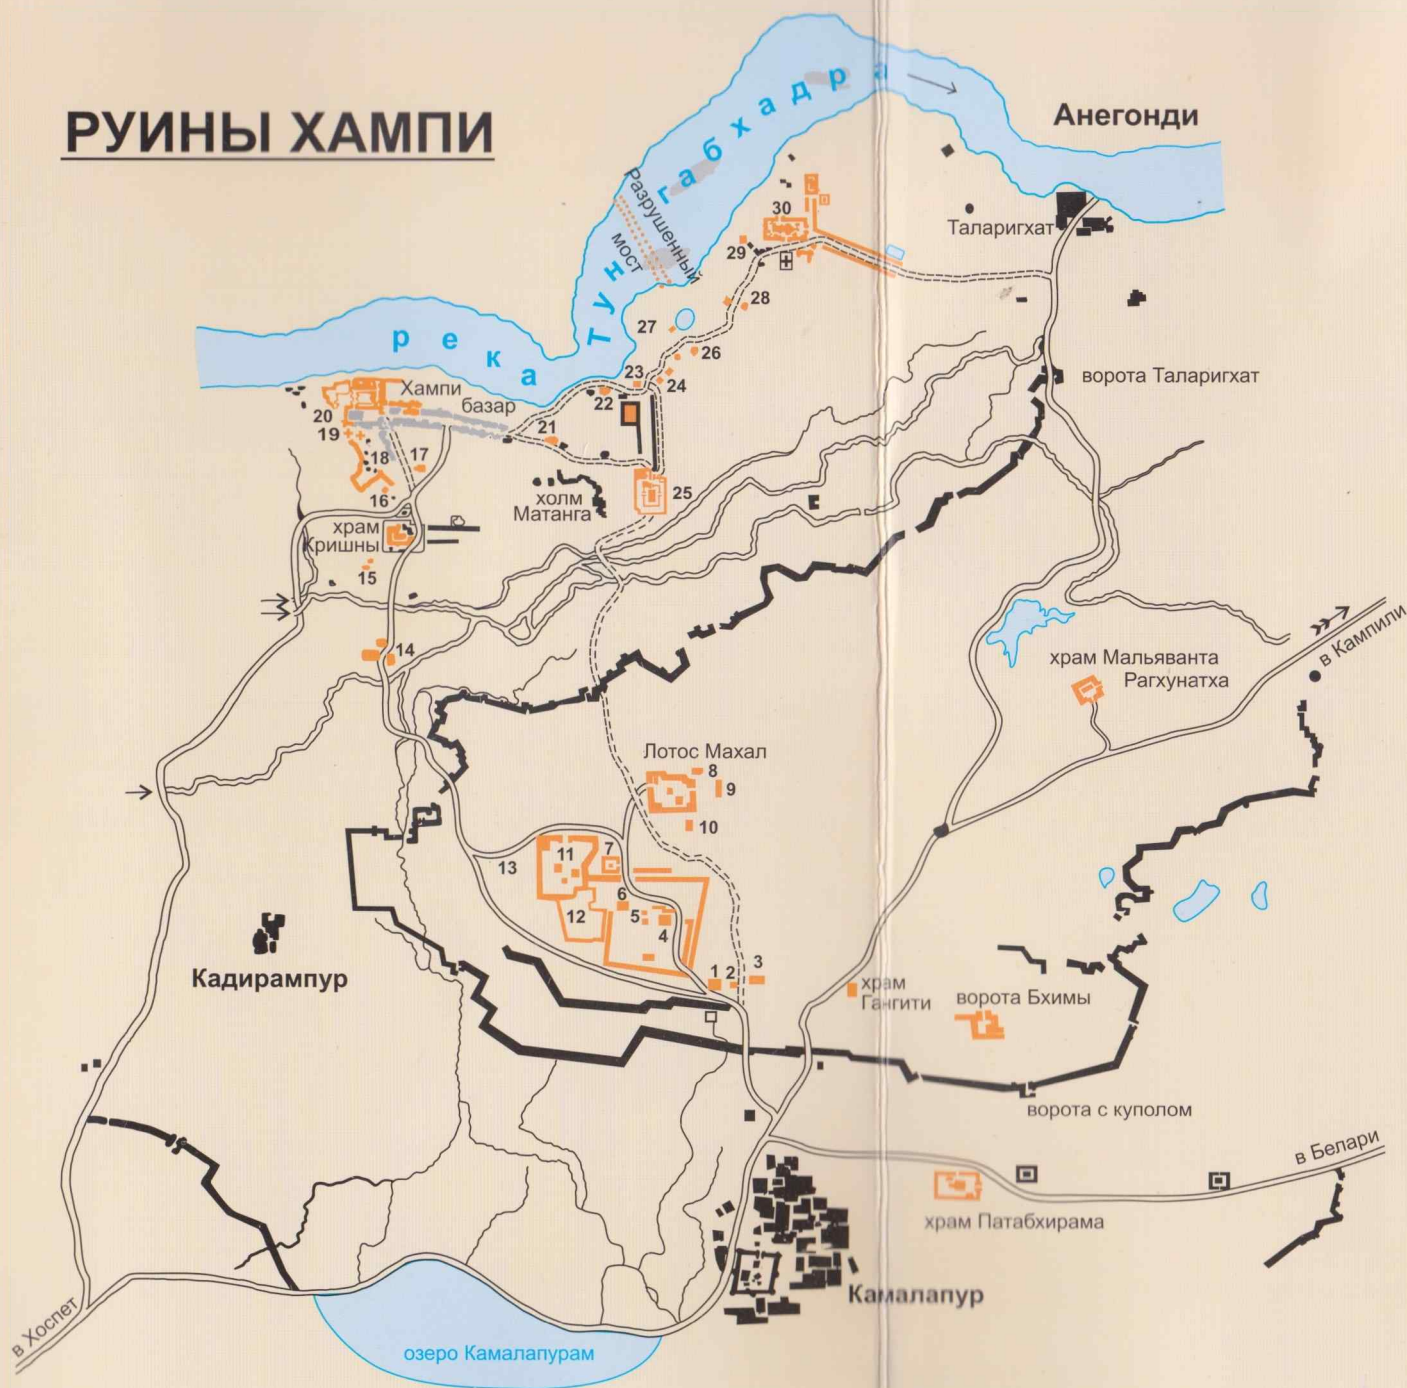 РУИНЫ ХАМПИ
Анегонди
река Тунгабхадра
Разрушенный
мост
Таларигхат
30
29
28
27
26
23
24
22
ворота Таларигхат
Хампи
базар
20
19
21
18
17
16
25
холм
Матанга
храм
Кришны
15
14
в Кампили
храм Мальяванта
Рагхунатха
Лотос Махал
8
9
10
11
7
13
6
5
12
4
Кадирампур
1
2
3
храм
Гангити
ворота Бхимы
ворота с куполом
в Белари
храм Патабхирама
Камалапур
в Хоспет
озеро Камалапурам